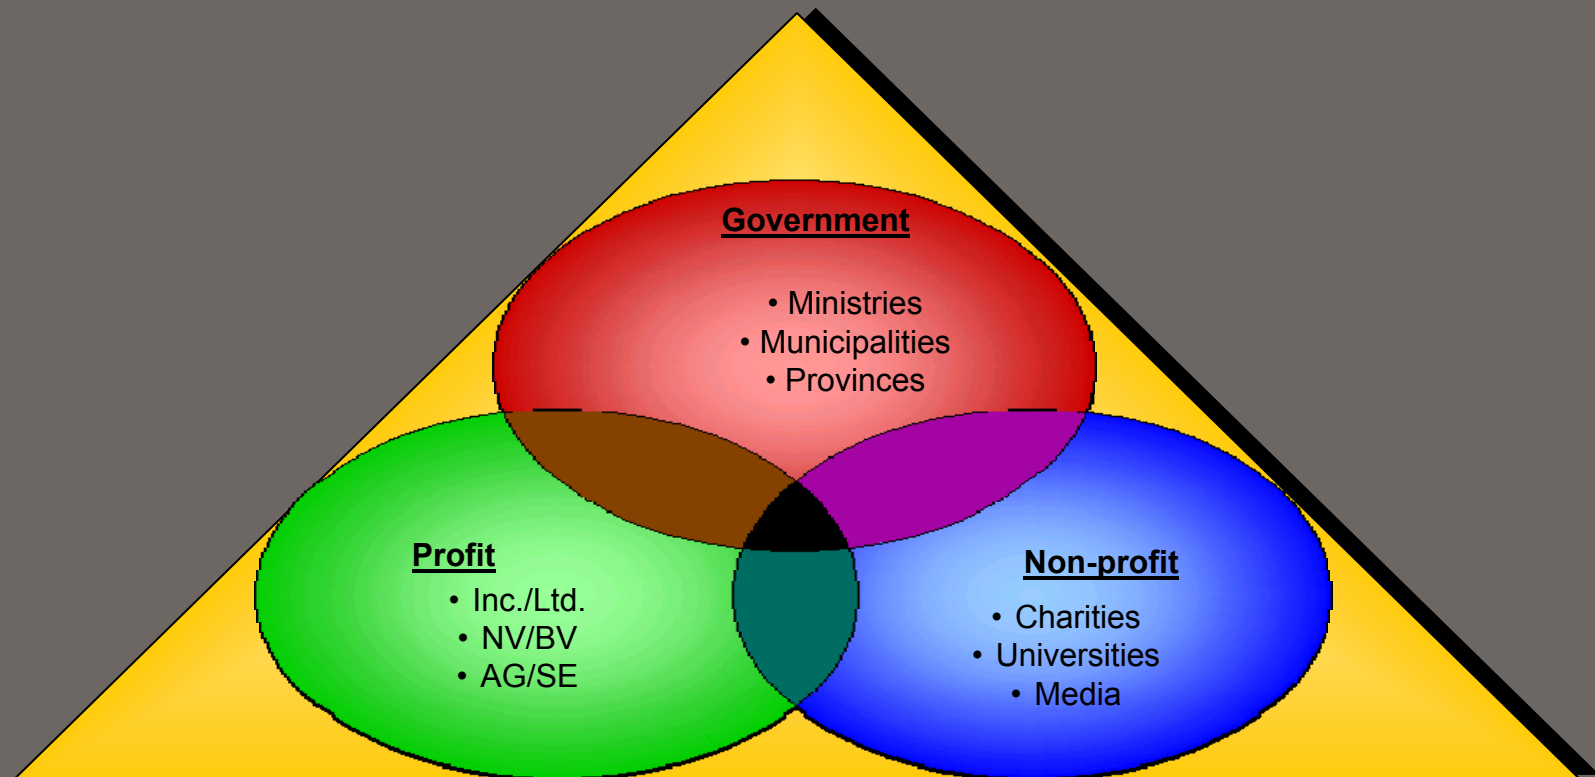 Government
• Ministries
• Municipalities
• Provinces
Profit
• Inc./Ltd.
• NV/BV
• AG/SE
Non-profit
• Charities
• Universities
• Media